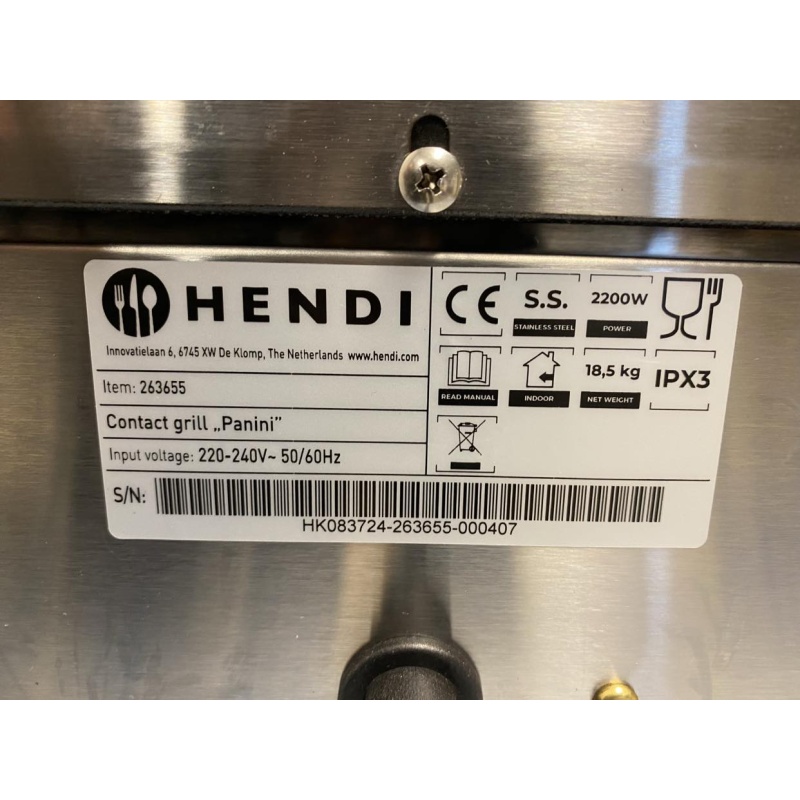 HENDI
Innovatielaan 6, 6745 XW De Klomp, The Netherlands www.hendi.com
Item: 263655
Contact grill „Panini”
Input voltage: 220-240V~ 50/60Hz
CE
S.S.
STAINLESS STEEL
2200W
POWER
READ MANUAL
INDOOR
18,5 kg
NET WEIGHT
IPX3
S/N:
HK083724-263655-000407